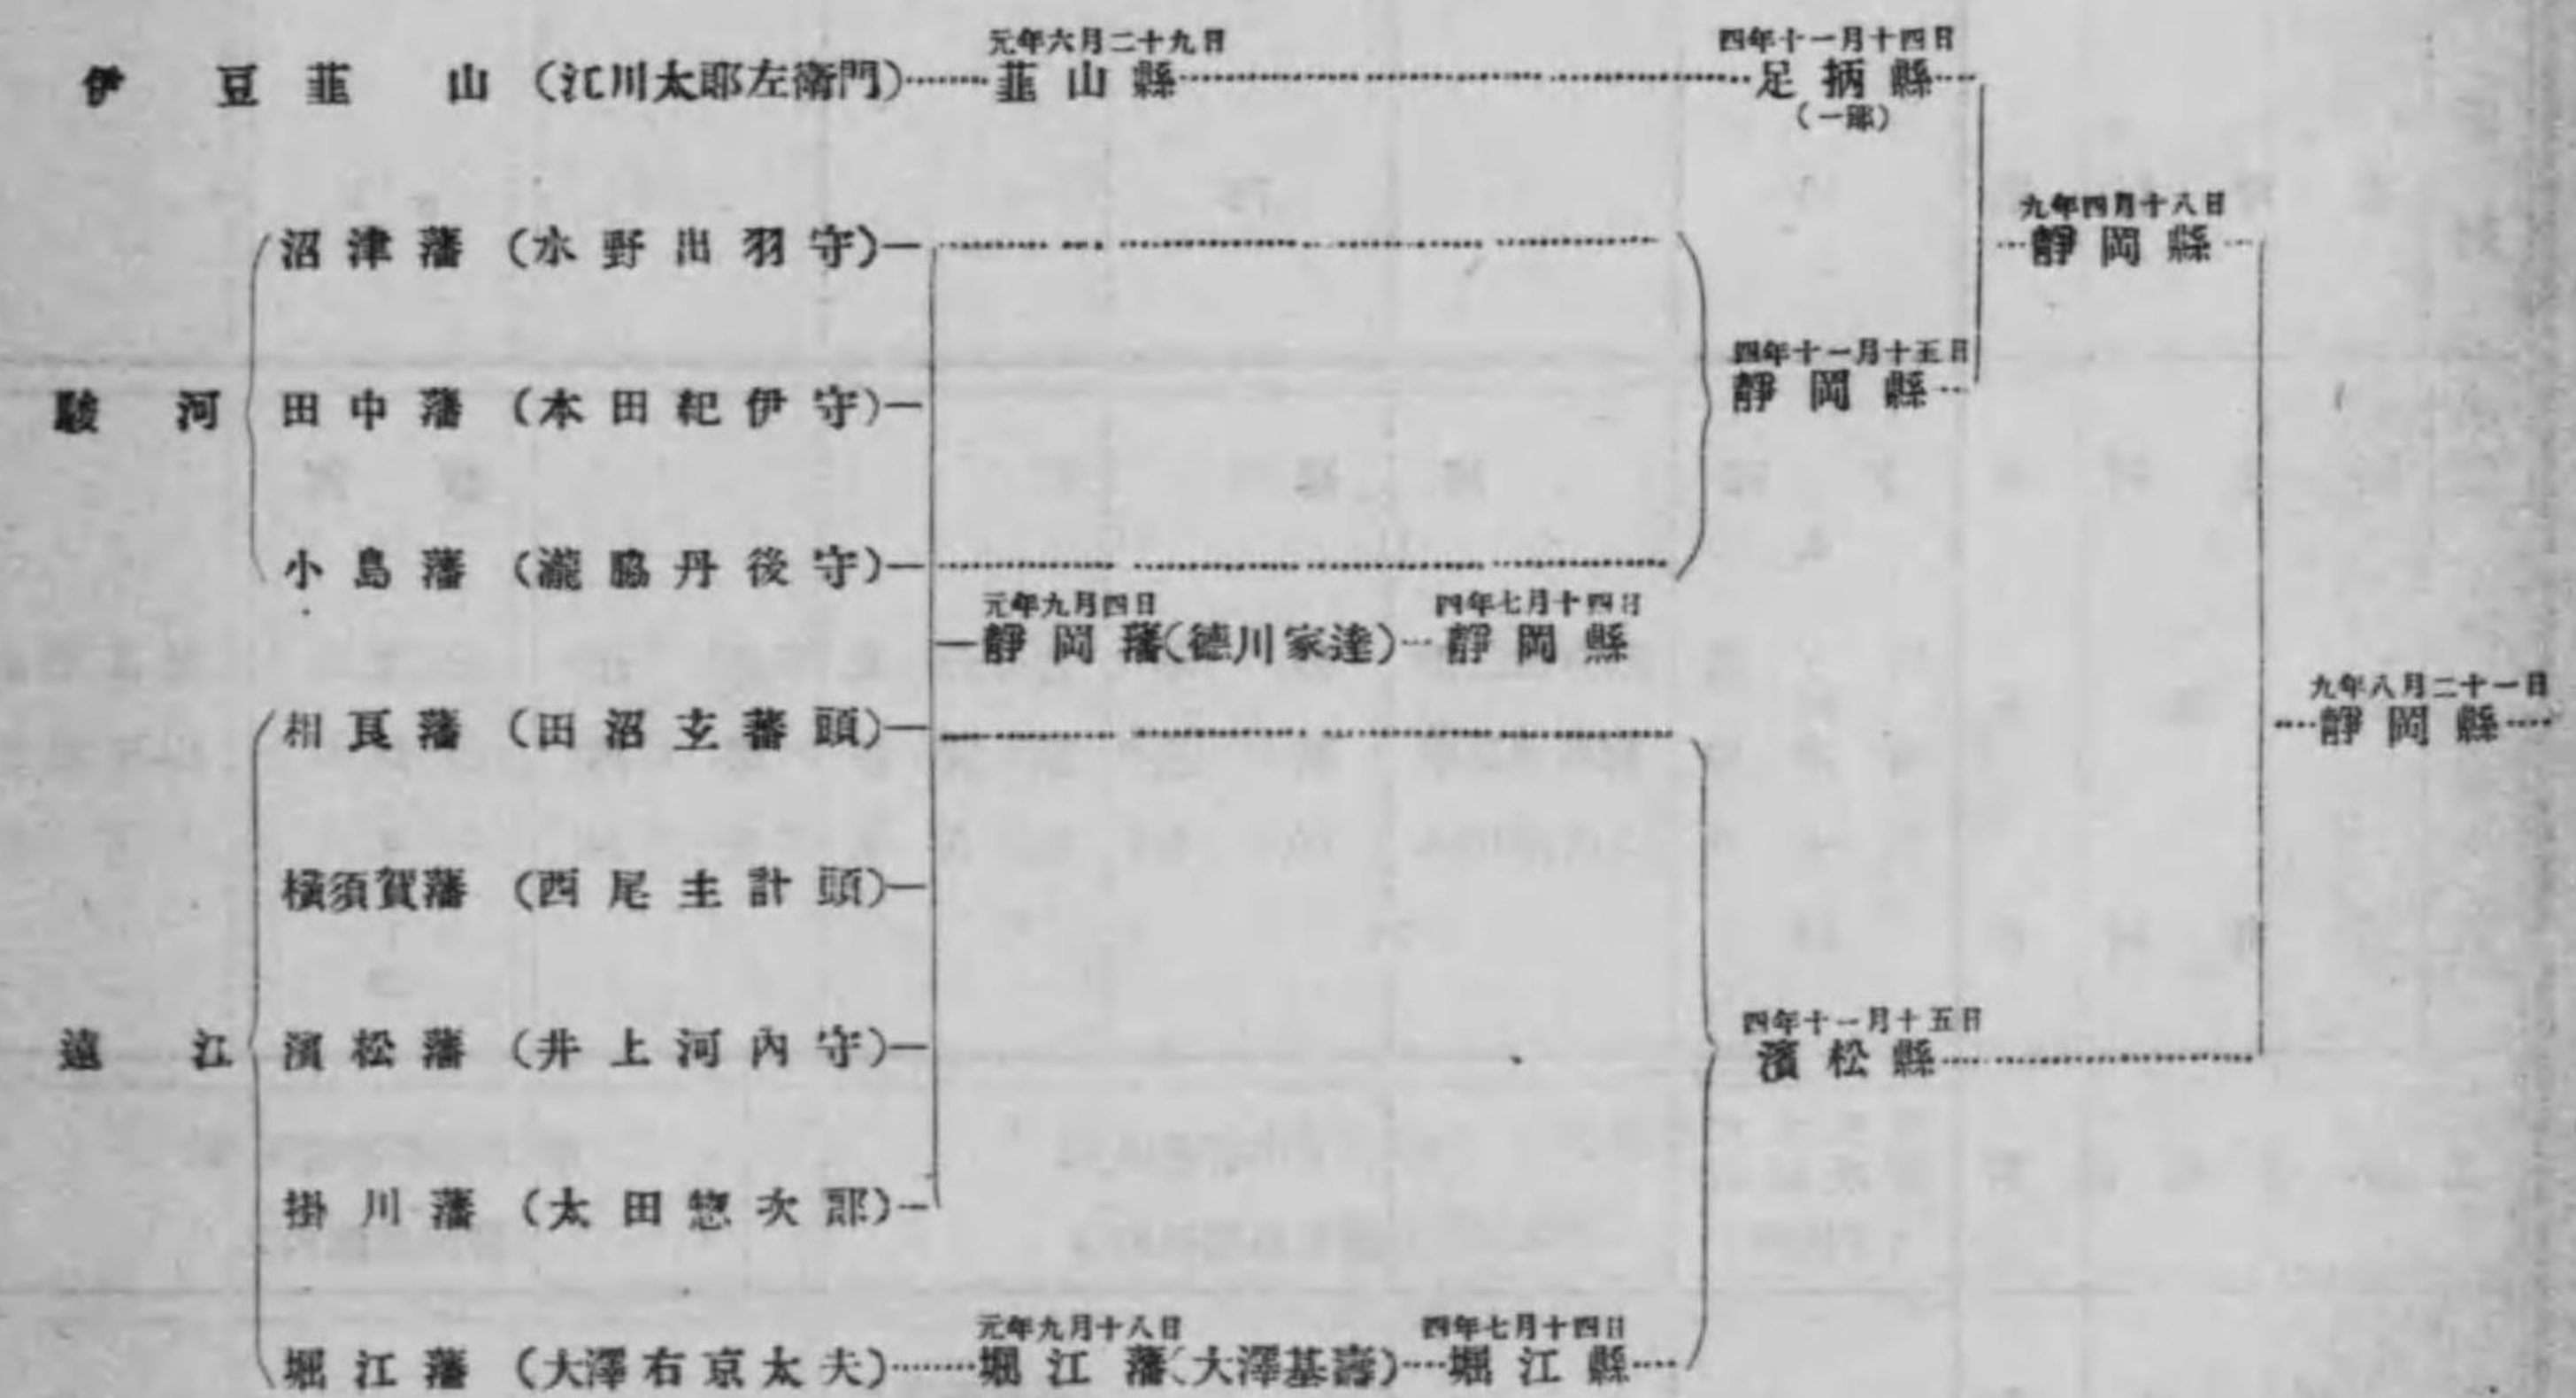 元年六月二十九日 四年十一月十四日
伊豆韮山(江川太郎左衞門)……韮山縣……足柄縣……
(一部)
九年四月十八日
沼津藩(水野出羽守)— …静岡縣…
四年十一月十五日
駿河 田中藩(本田紀伊守)— 靜岡縣…
小島藩(瀧脇丹後守)—
元年九月四日 四年七月十四日
—靜岡藩(德川家達)…靜岡縣
九年八月二十一日
相良藩(田沼玄蕃頭)— …靜岡縣…
橫須賀藩(西尾主計頭)—
四年十一月十五日
遠江 濱松藩(井上河內守)— 濱松縣……
掛川藩(太田惣次郎)—
元年九月十八日 四年七月十四日
堀江藩(大澤右京太夫)……堀江藩(大澤基壽)…堀江縣…